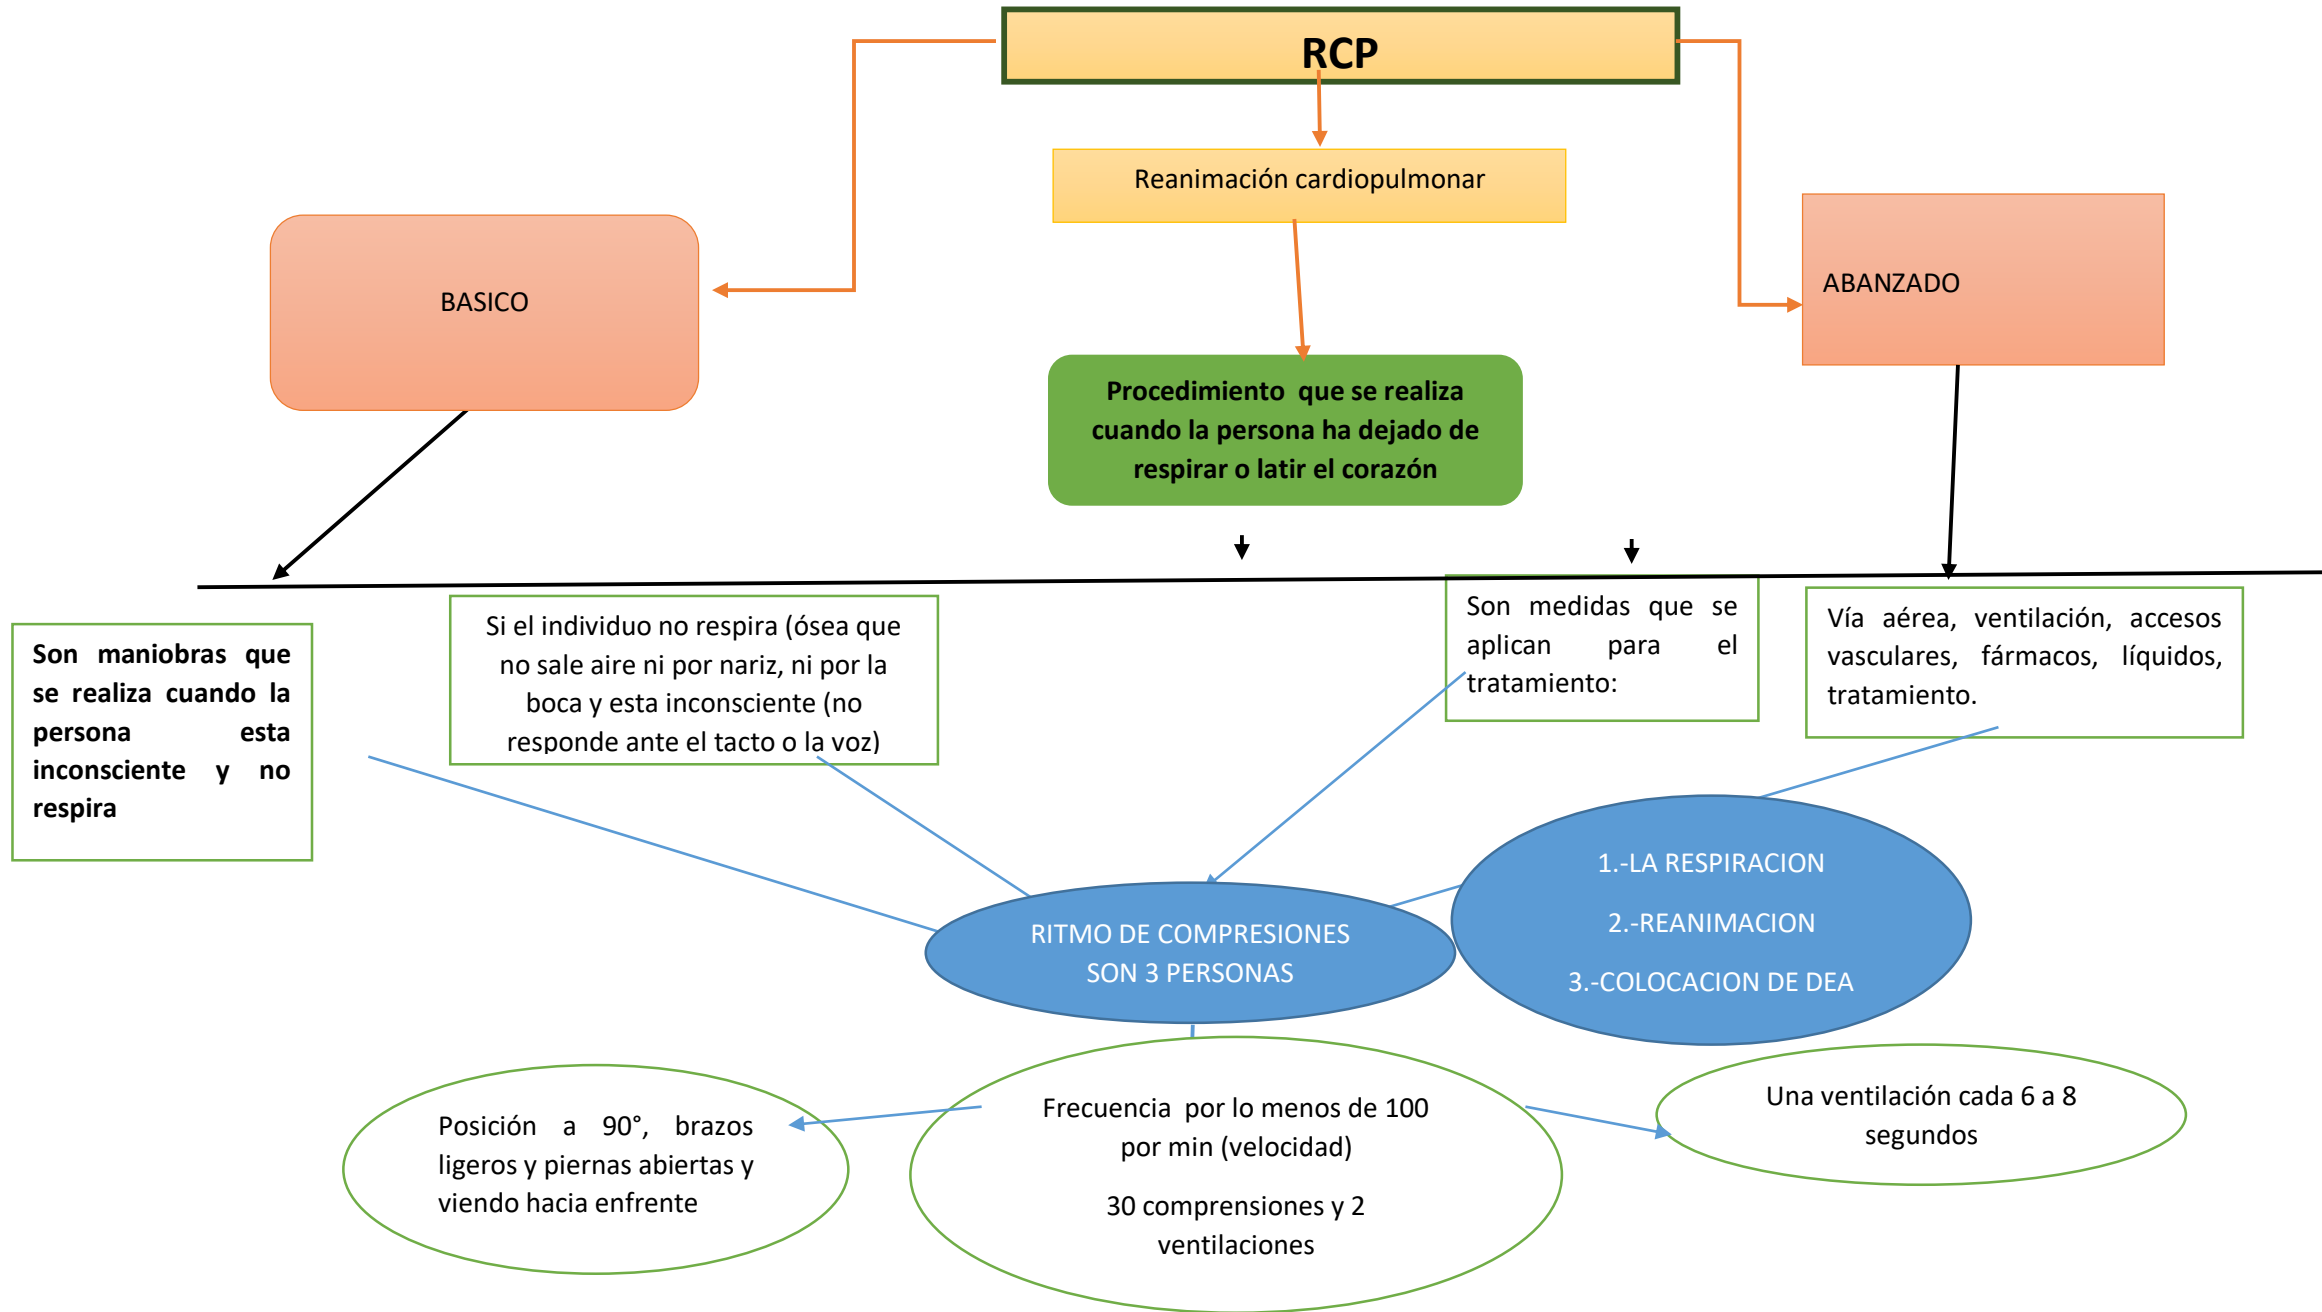 RCP
Reanimación cardiopulmonar
BASICO
ABANZADO
Procedimiento  que se realiza
cuando la persona ha dejado de
respirar o latir el corazón
Son maniobras que
se realiza cuando la
persona esta
inconsciente y no
respira
Si el individuo no respira (ósea que
no sale aire ni por nariz, ni por la
boca y esta inconsciente (no
responde ante el tacto o la voz)
Son medidas que se
aplican para el
tratamiento:
Vía aérea, ventilación, accesos
vasculares, fármacos, líquidos,
tratamiento.
RITMO DE COMPRESIONES
SON 3 PERSONAS
1.-LA RESPIRACION
2.-REANIMACION
3.-COLOCACION DE DEA
Posición a 90°, brazos
ligeros y piernas abiertas y
viendo hacia enfrente
Frecuencia  por lo menos de 100
por min (velocidad)
30 comprensiones y 2
ventilaciones
Una ventilación cada 6 a 8
segundos